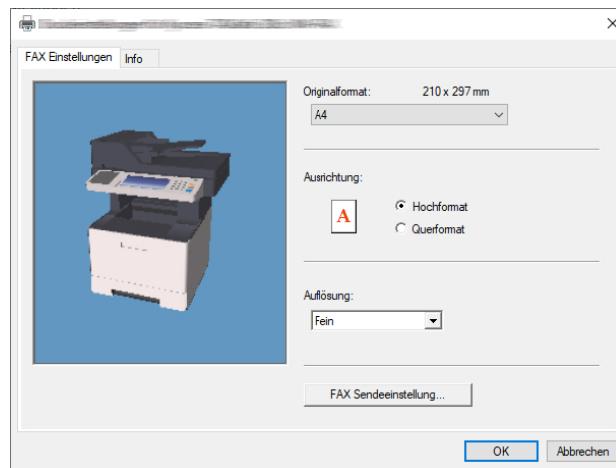 FAX Einstellungen
Info
Originalformat: 210 x 297 mm
A4
Ausrichtung:
A
Hochformat
Querformat
Auflösung:
Fein
FAX Sendeeinstellung...
OK
Abbrechen